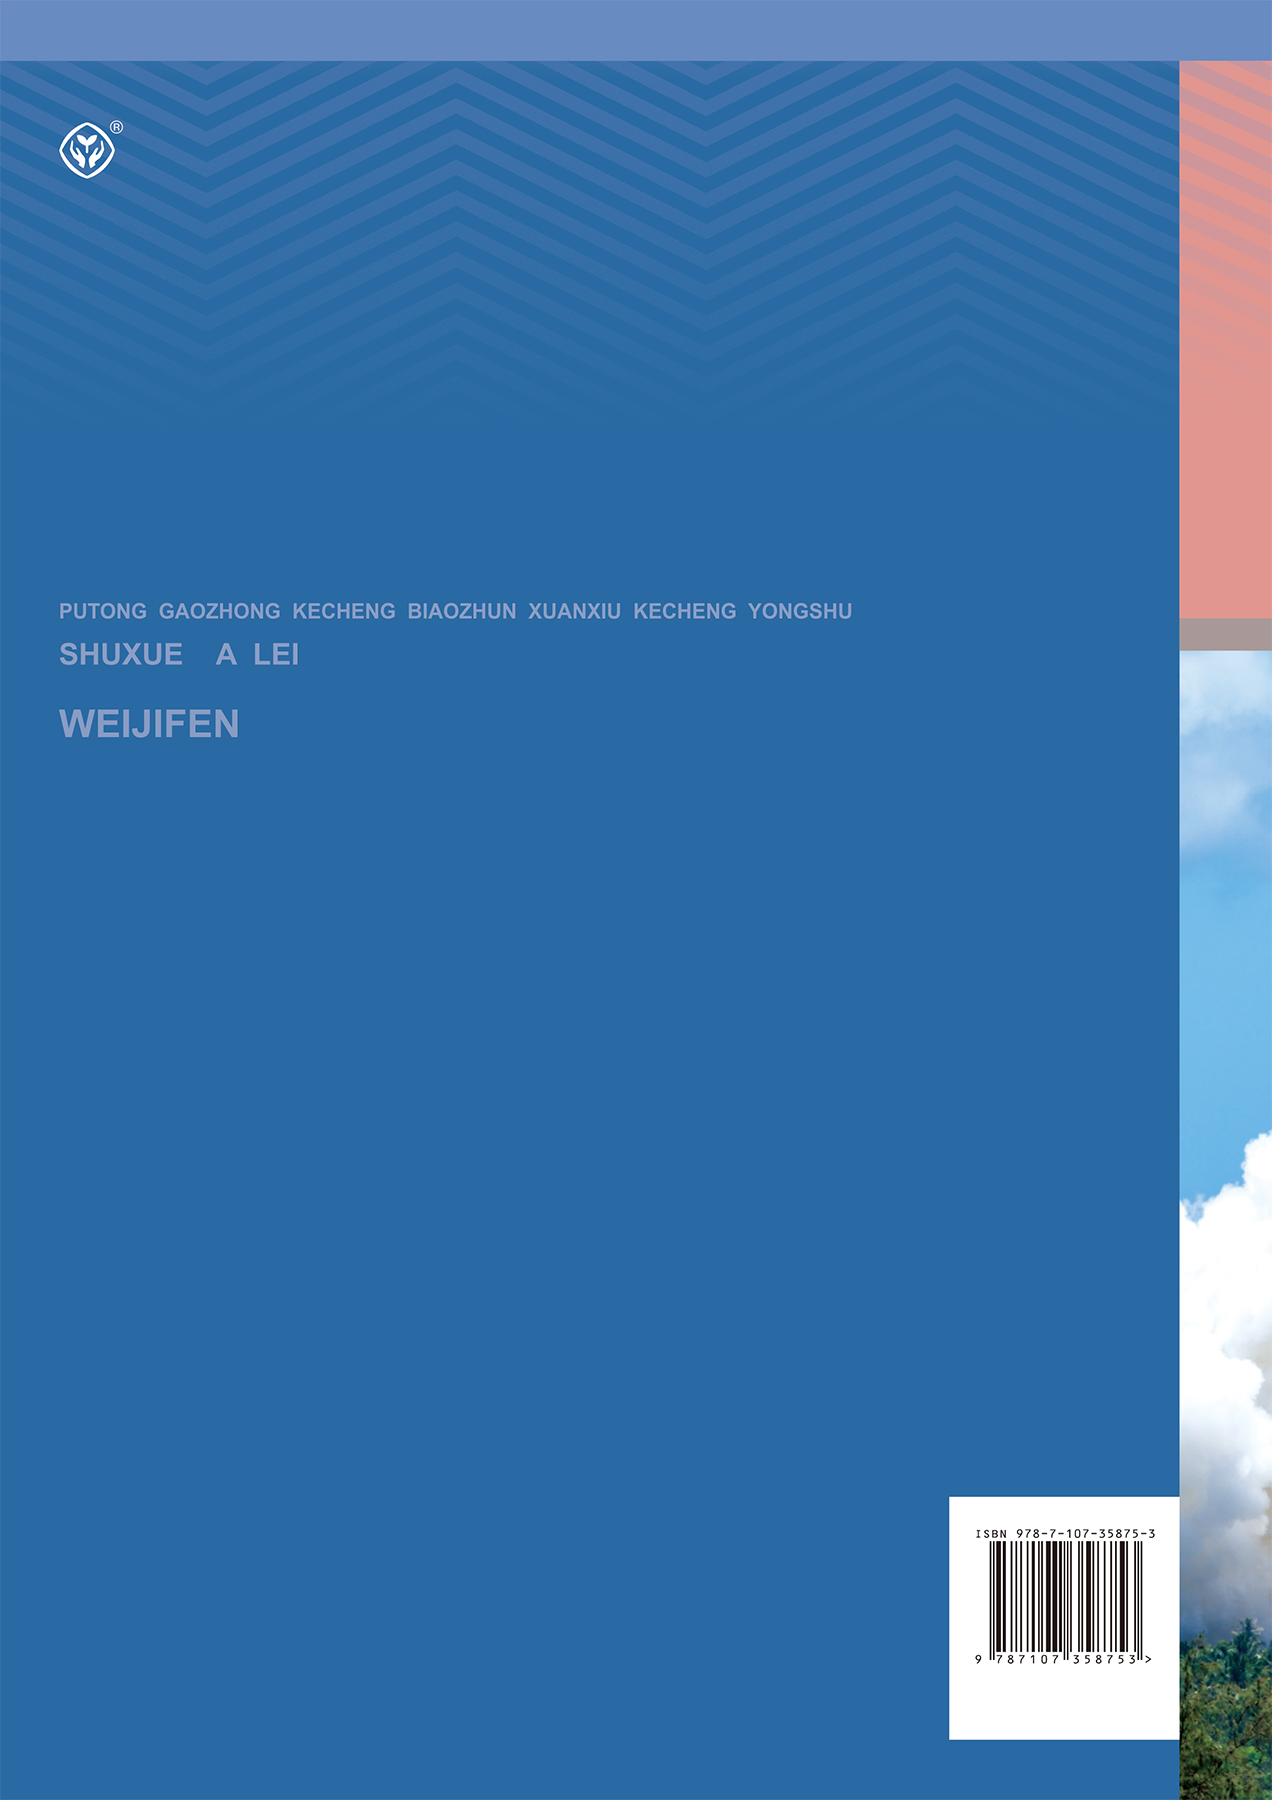 ®
PUTONG GAOZHONG KECHENG BIAOZHUN XUANXIU KECHENG YONGSHU
SHUXUE A LEI
WEIJIFEN
ISBN 978-7-107-35875-3
9 787107 358753 >